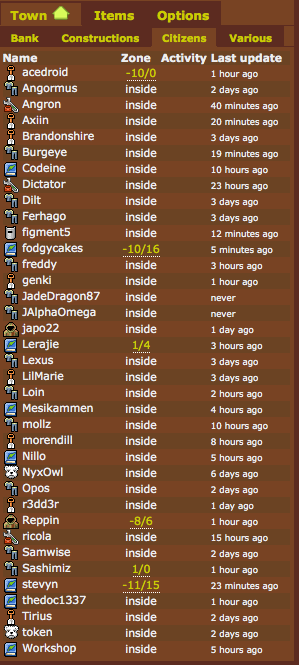 Town Items Options
Bank Constructions Citizens Various
Name Zone Activity Last update
acedroid -10/0 1 hour ago
Angormus inside 2 days ago
Angron inside 40 minutes ago
Axiin inside 20 minutes ago
Brandonshire inside 3 days ago
Burgeye inside 19 minutes ago
Codeine inside 10 hours ago
Dictator inside 23 hours ago
Dilt inside 3 days ago
Ferhago inside 3 days ago
figment5 inside 12 minutes ago
fodgycakes -10/16 5 minutes ago
freddy inside 3 hours ago
genki inside 1 hour ago
JadeDragon87 inside never
JAlphaOmega inside never
japo22 inside 1 day ago
Lerajie 1/4 3 hours ago
Lexus inside 3 days ago
LilMarie inside 3 days ago
Loin inside 2 hours ago
Mesikammen inside 4 hours ago
mollz inside 10 hours ago
morendill inside 8 hours ago
Nillo inside 5 hours ago
NyxOwl inside 6 days ago
Opos inside 2 days ago
r3dd3r inside 1 day ago
Reppin -8/6 1 hour ago
ricola inside 15 hours ago
Samwise inside 2 days ago
Sashimiz 1/0 1 hour ago
stevyn -11/15 23 minute ago
thedoc1337 inside 1 hour ago
Tirius inside 2 days ago
token inside 2 days ago
Workshop inside 5 hours ago